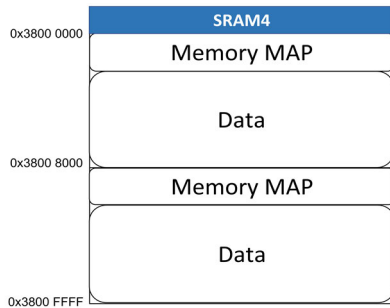 SRAM4
0x3800 0000
Memory MAP
Data
0x3800 8000
Memory MAP
Data
0x3800 FFFF